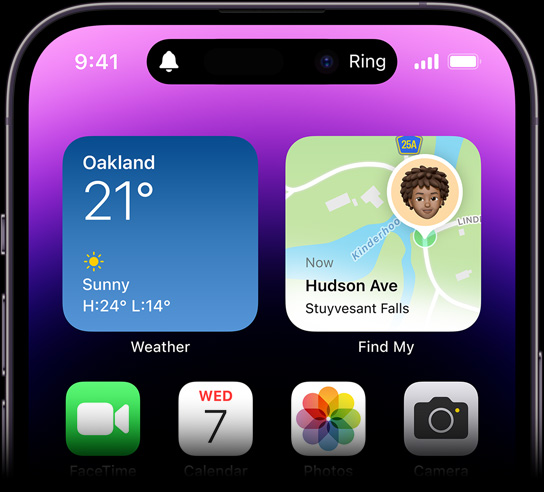 9:41
Ring
Oakland
21°
Sunny
H:24° L:14°
Weather
25A
Kinderhoo
LINDE
Now
Hudson Ave
Stuyvesant Falls
Find My
WED
7
FaceTime
Calendar
Photos
Camera